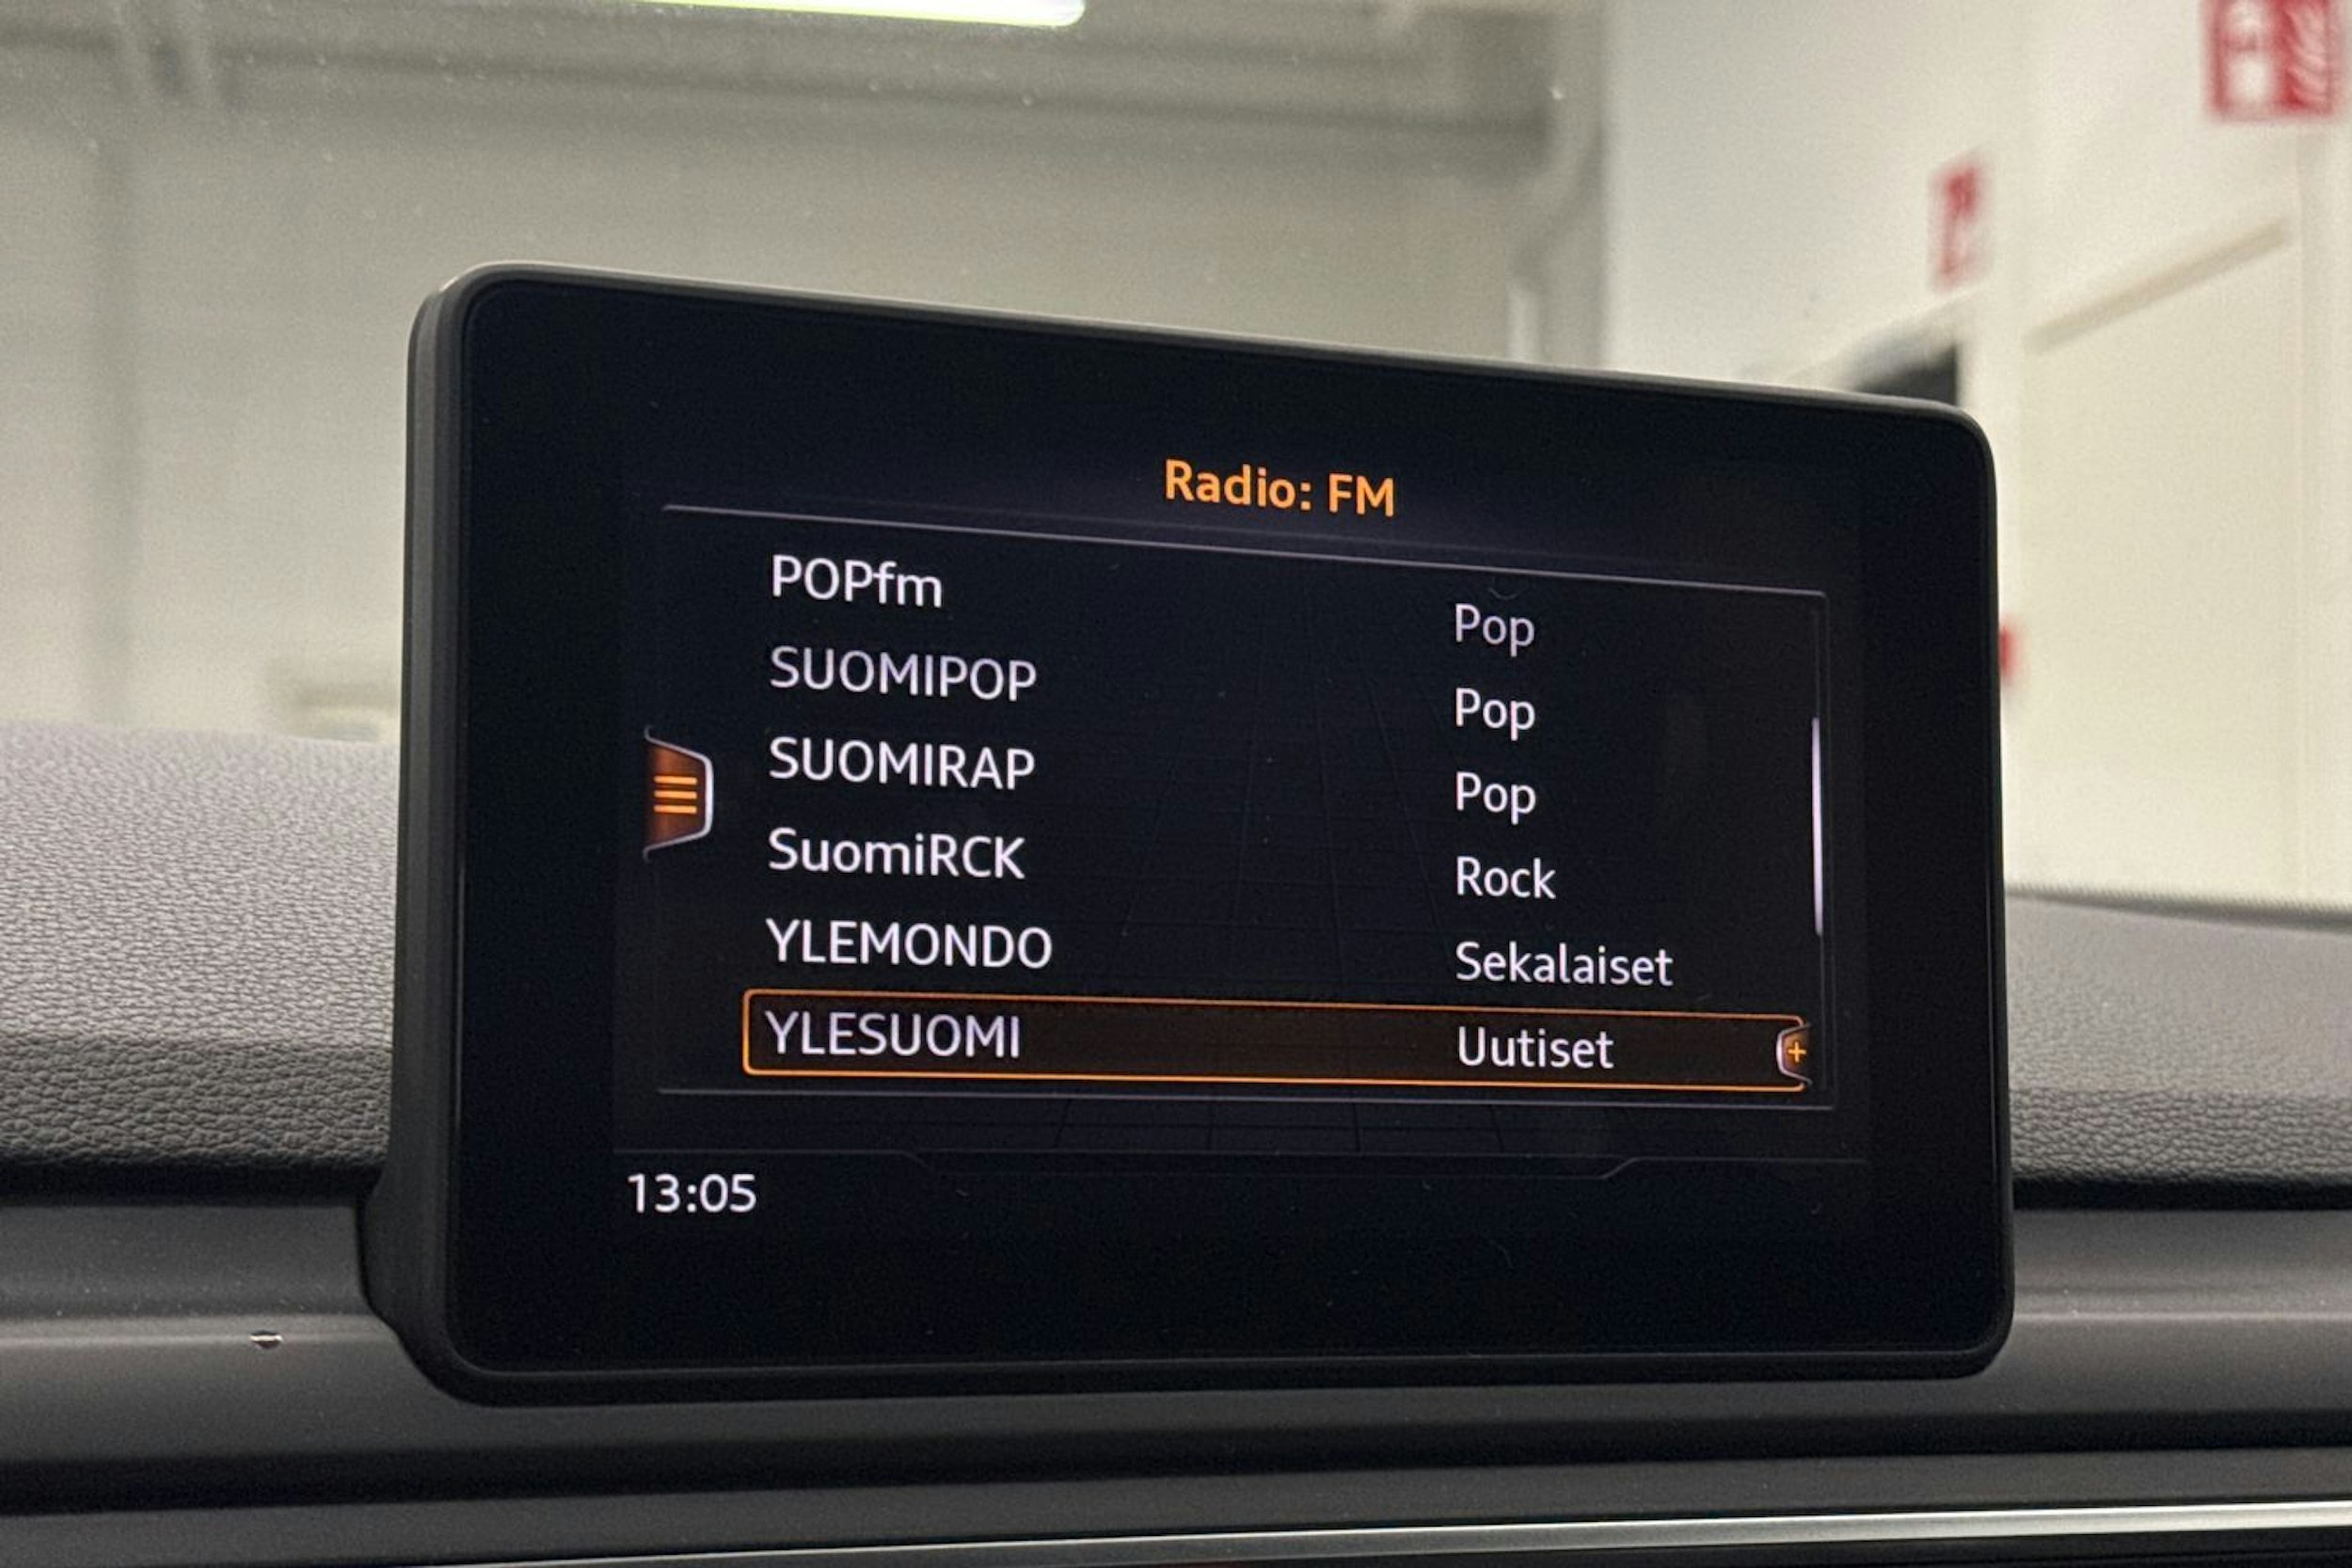 Radio: FM
POPfm Pop
SUOMIPOP Pop
SUOMIRAP Pop
SuomiRCK Rock
YLEMONDO Sekalaiset
YLESUOMI Uutiset
13:05